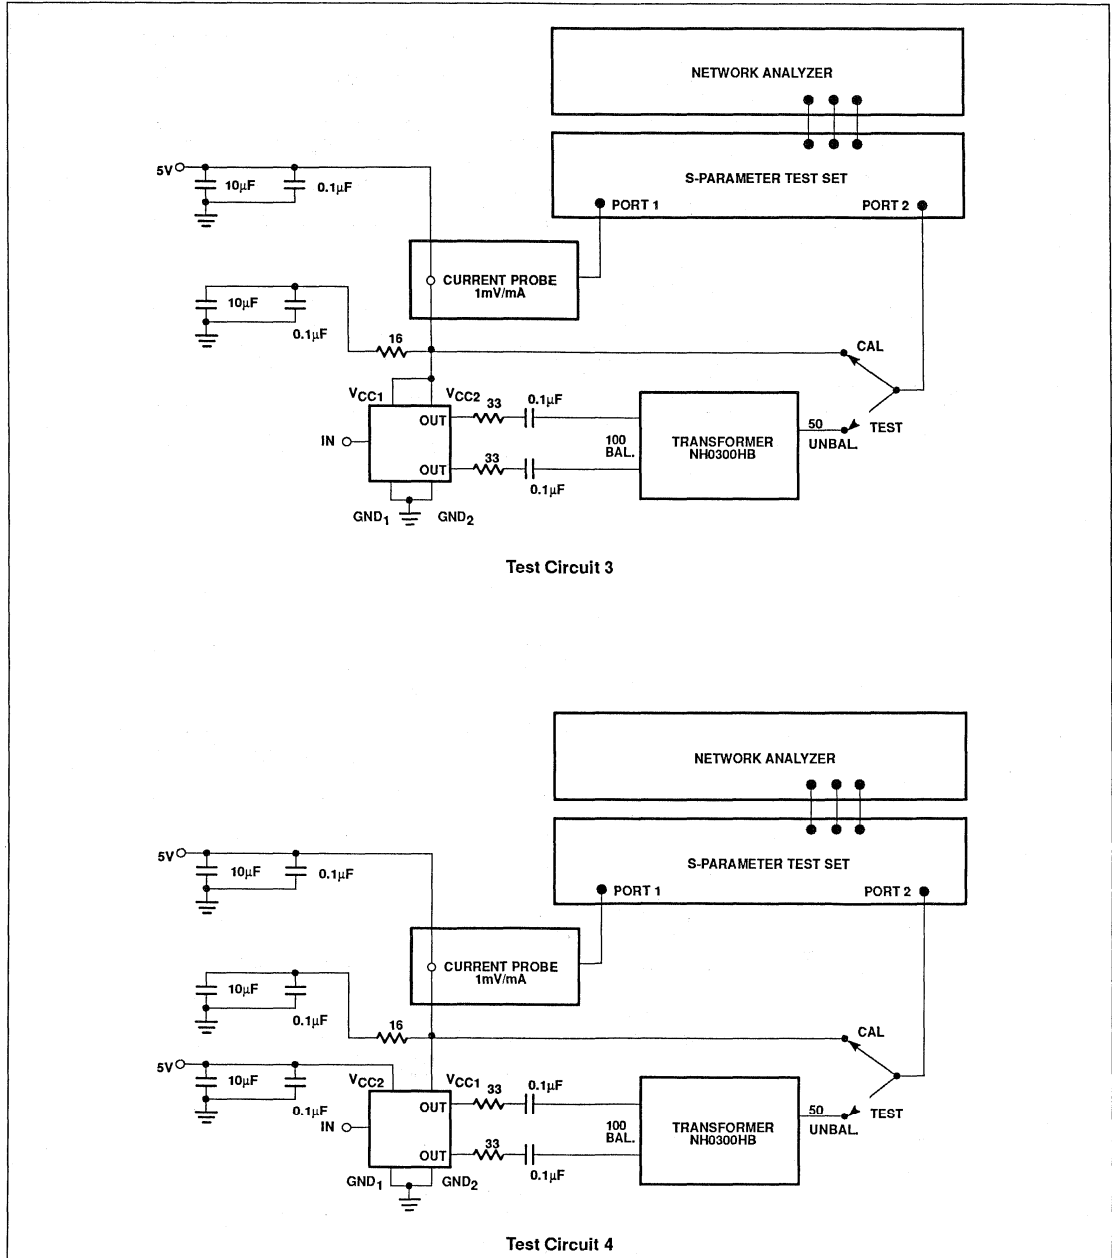 NETWORK ANALYZER
S-PARAMETER TEST SET
5V
10µF
0.1µF
PORT 1
PORT 2
CURRENT PROBE
1mV/mA
10µF
0.1µF
16
CAL
VCC1
VCC2
33
0.1µF
OUT
IN
100
BAL.
TRANSFORMER
NH0300HB
50
UNBAL.
TEST
OUT
33
0.1µF
GND1
GND2
Test Circuit 3
NETWORK ANALYZER
S-PARAMETER TEST SET
5V
10µF
0.1µF
PORT 1
PORT 2
CURRENT PROBE
1mV/mA
10µF
0.1µF
16
CAL
5V
10µF
0.1µF
VCC2
VCC1
33
0.1µF
OUT
IN
100
BAL.
TRANSFORMER
NH0300HB
50
UNBAL.
TEST
OUT
33
0.1µF
GND1
GND2
Test Circuit 4